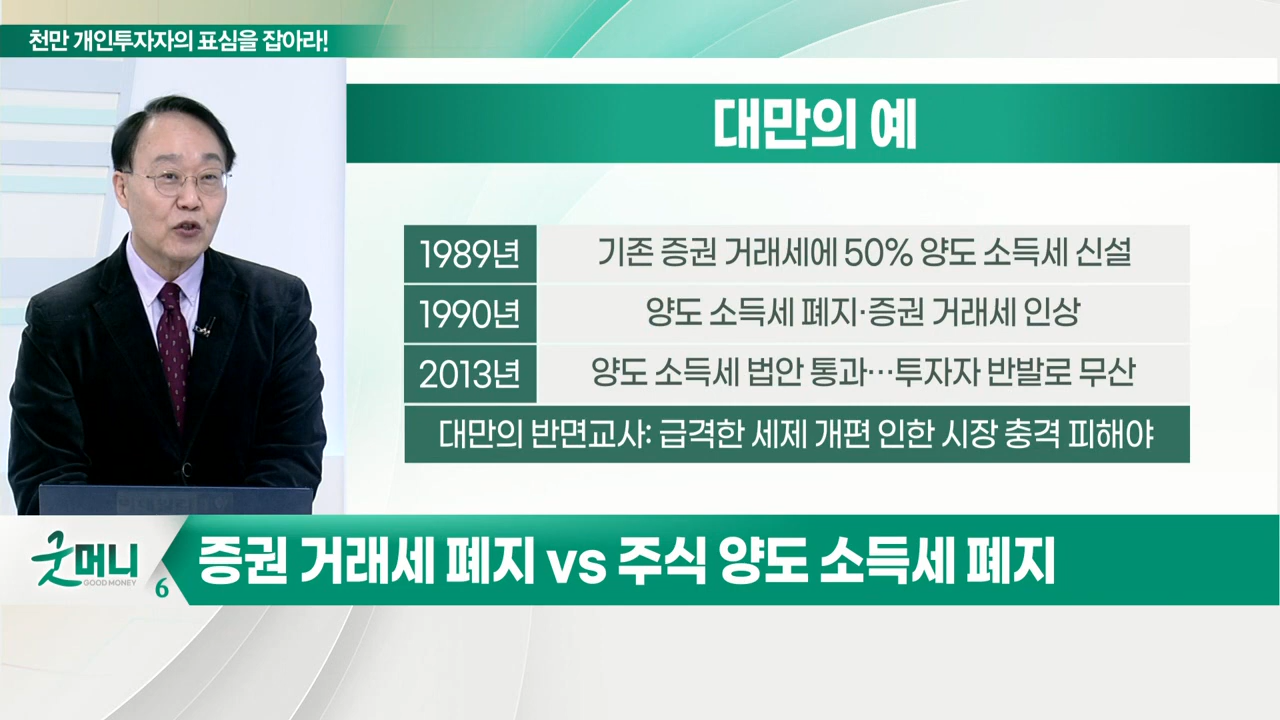 천만 개인투자자의 표심을 잡아라!
대만의 예
1989년 기존 증권 거래세에 50% 양도 소득세 신설
1990년 양도 소득세 폐지·증권 거래세 인상
2013년 양도 소득세 법안 통과…투자자 반발로 무산
대만의 반면교사: 급격한 세제 개편 인한 시장 충격 피해야
굿머니
GOOD MONEY
6
증권 거래세 폐지 vs 주식 양도 소득세 폐지